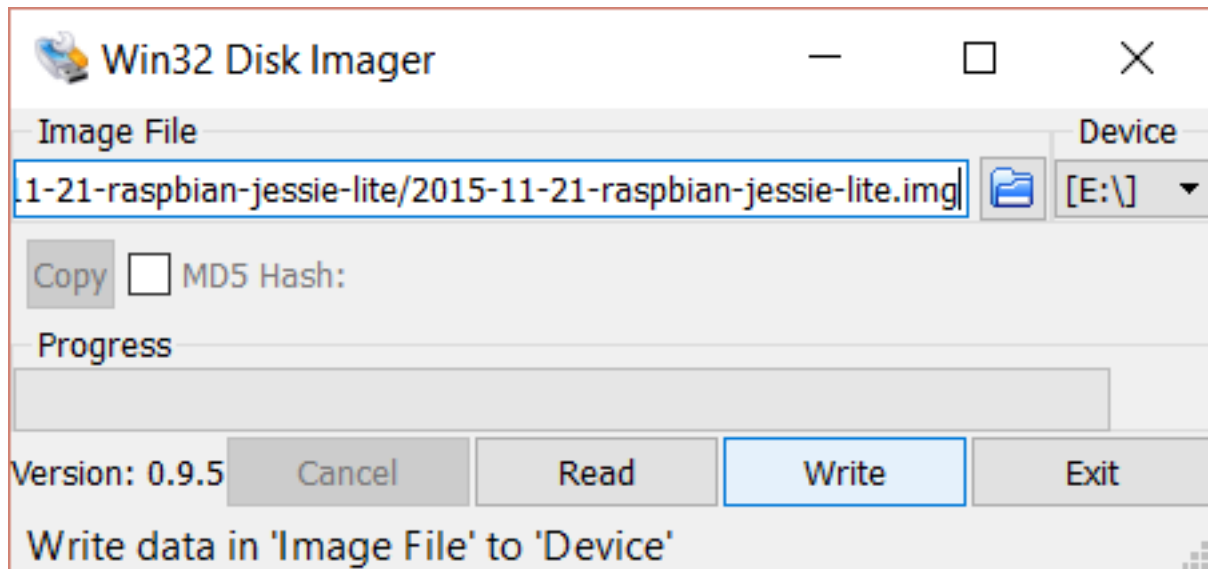 Win32 Disk Imager
Image File Device
11-21-raspbian-jessie-lite/2015-11-21-raspbian-jessie-lite.img [E:\]
Copy MD5 Hash:
Progress
Version: 0.9.5 Cancel Read Write Exit
Write data in 'Image File' to 'Device'